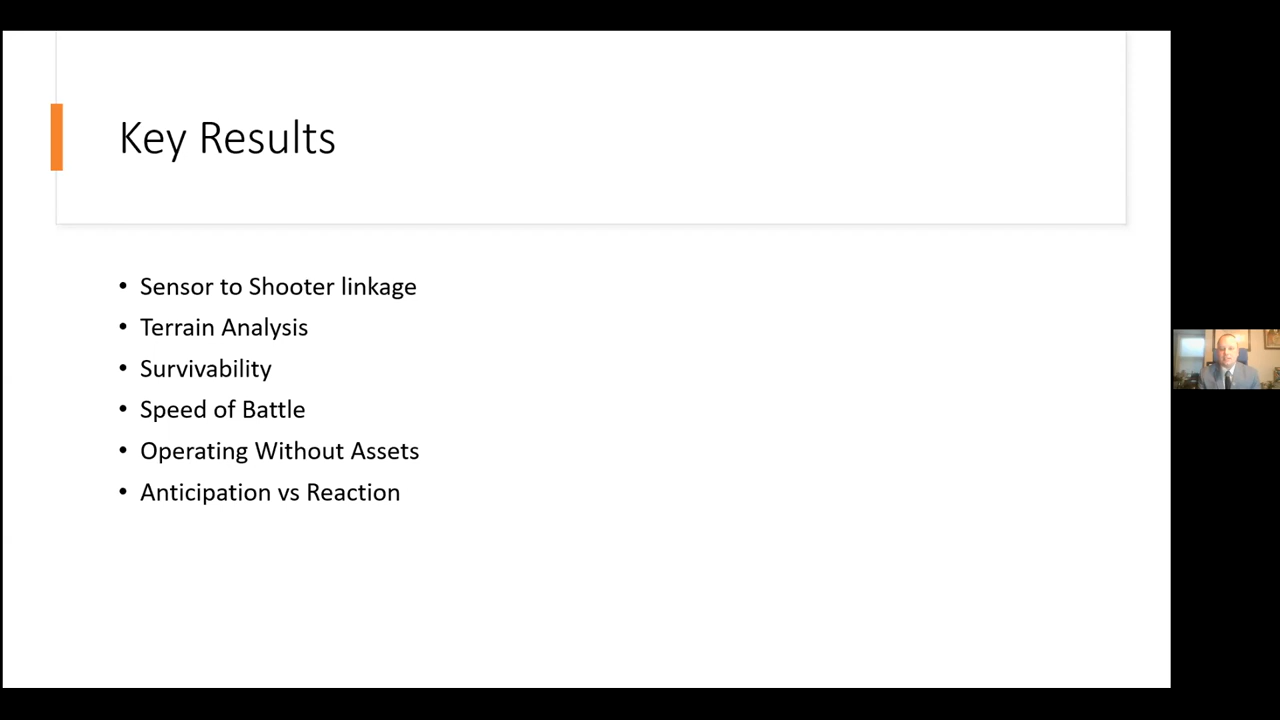 Key Results
• Sensor to Shooter linkage
• Terrain Analysis
• Survivability
• Speed of Battle
• Operating Without Assets
• Anticipation vs Reaction